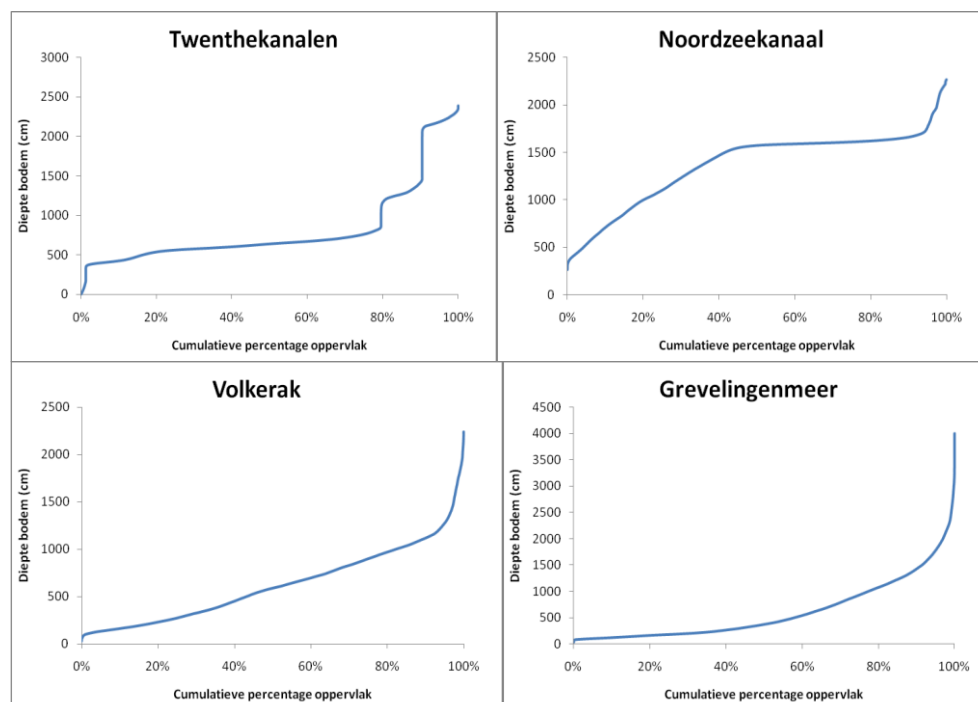 Twenthekanalen
Diepte bodem (cm)
3000
2500
2000
1500
1000
500
0
0% 20% 40% 60% 80% 100%
Cumulatieve percentage oppervlak
Noordzeekanaal
Diepte bodem (cm)
2500
2000
1500
1000
500
0
0% 20% 40% 60% 80% 100%
Cumulatieve percentage oppervlak
Volkerak
Diepte bodem (cm)
2500
2000
1500
1000
500
0
0% 20% 40% 60% 80% 100%
Cumulatieve percentage oppervlak
Grevelingenmeer
Diepte bodem (cm)
4500
4000
3500
3000
2500
2000
1500
1000
500
0
0% 20% 40% 60% 80% 100%
Cumulatieve percentage oppervlak